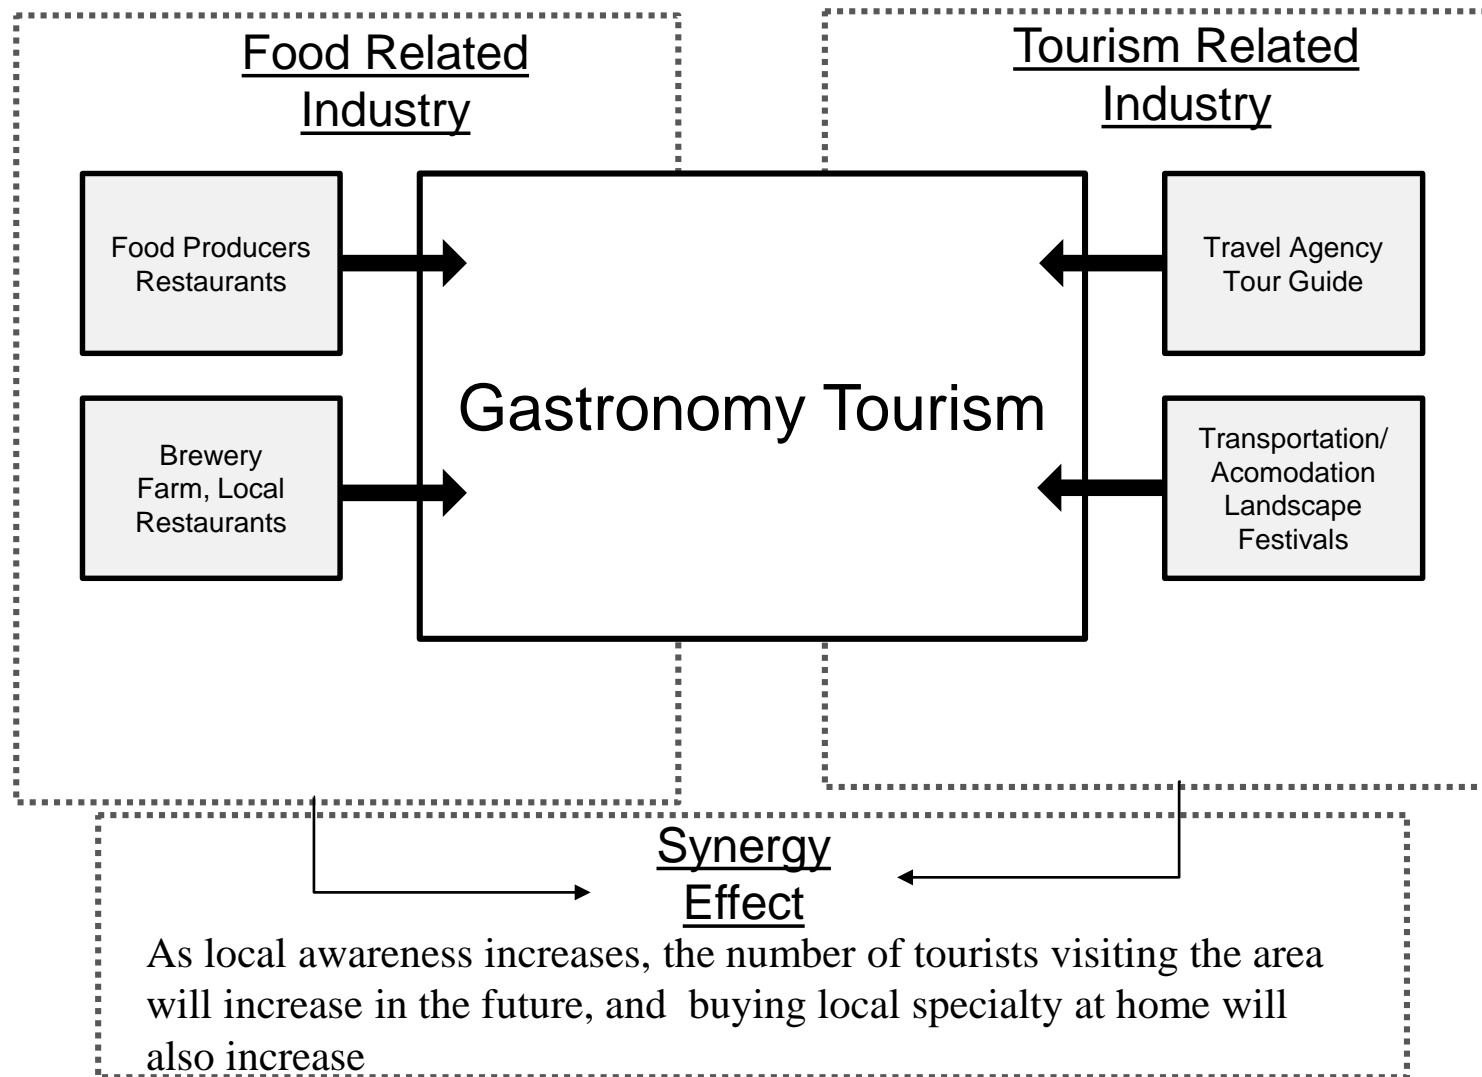 Food Related
Industry
Tourism Related
Industry
Food Producers
Restaurants
Brewery
Farm, Local
Restaurants
Gastronomy Tourism
Travel Agency
Tour Guide
Transportation/
Acomodation
Landscape
Festivals
Synergy
Effect
As local awareness increases, the number of tourists visiting the area
will increase in the future, and  buying local specialty at home will
also increase